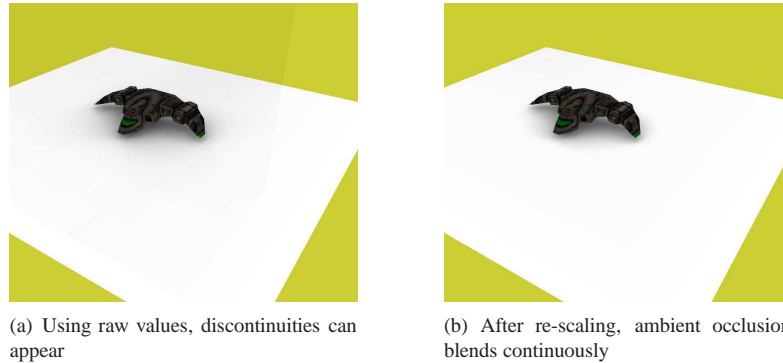 (a) Using raw values, discontinuities can
appear
(b) After re-scaling, ambient occlusion
blends continuously